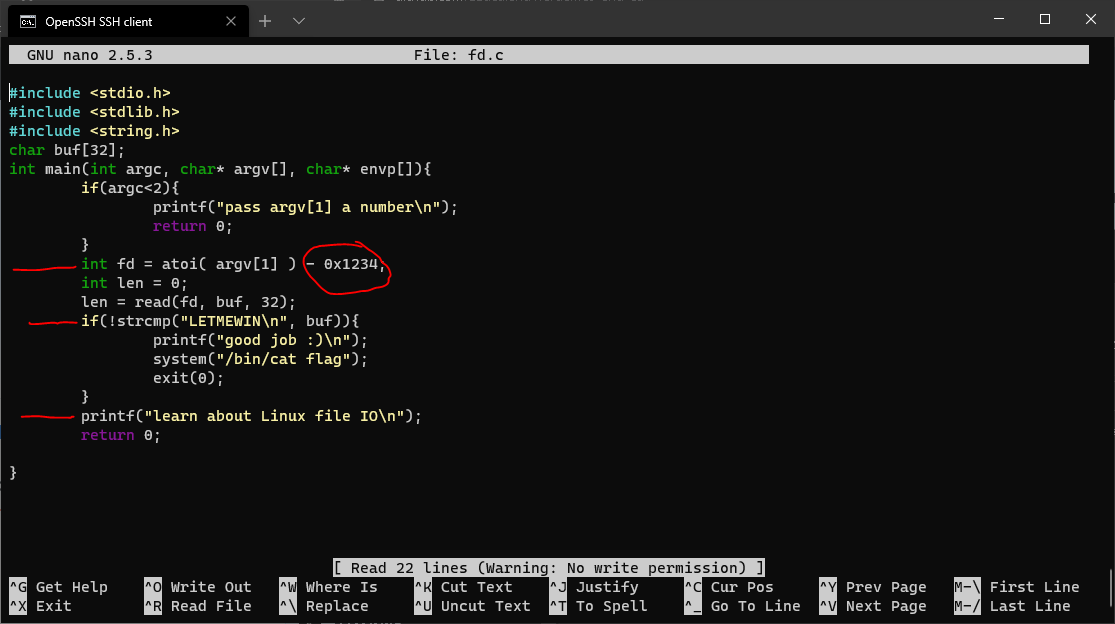 OpenSSH SSH client
GNU nano 2.5.3 File: fd.c
#include <stdio.h>
#include <stdlib.h>
#include <string.h>
char buf[32];
int main(int argc, char* argv[], char* envp[]){
if(argc<2){
printf("pass argv[1] a number\n");
return 0;
}
int fd = atoi( argv[1] ) - 0x1234;
int len = 0;
len = read(fd, buf, 32);
if(!strcmp("LETMEWIN\n", buf)){
printf("good job :)\n");
system("/bin/cat flag");
exit(0);
}
printf("learn about Linux file IO\n");
return 0;
}
[ Read 22 lines (Warning: No write permission) ]
^G Get Help ^O Write Out ^W Where Is ^K Cut Text ^J Justify ^C Cur Pos ^Y Prev Page M-\ First Line
^X Exit ^R Read File ^\ Replace ^U Uncut Text ^T To Spell ^_ Go To Line ^V Next Page M-/ Last Line